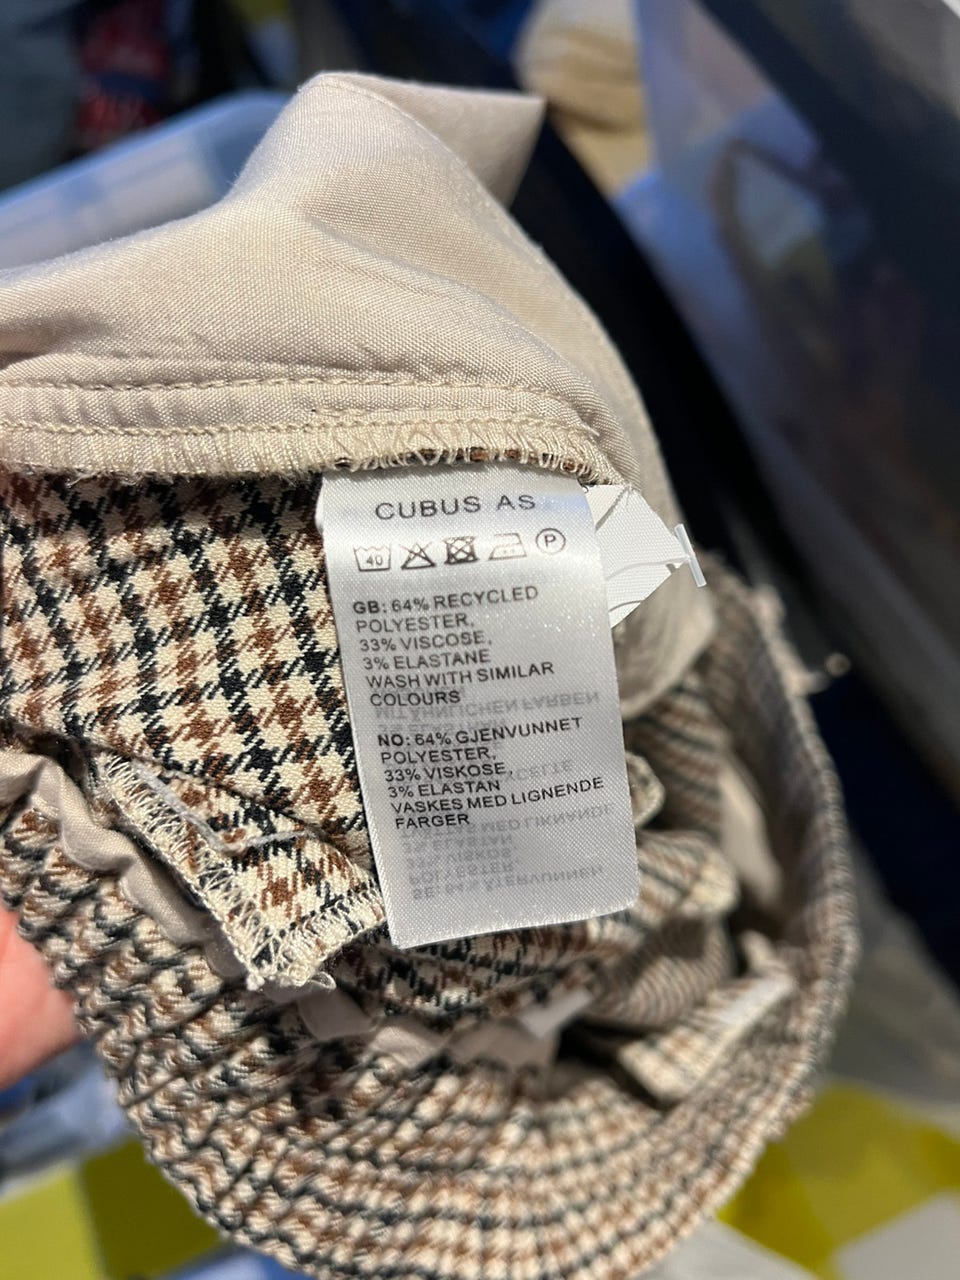 CUBUS AS
40 P
GB: 64% RECYCLED
POLYESTER,
33% VISCOSE,
3% ELASTANE
WASH WITH SIMILAR
COLOURS
NO: 64% GJENVUNNET
POLYESTER,
33% VISKOSE,
3% ELASTAN
VASKES MED LIGNENDE
FARGER